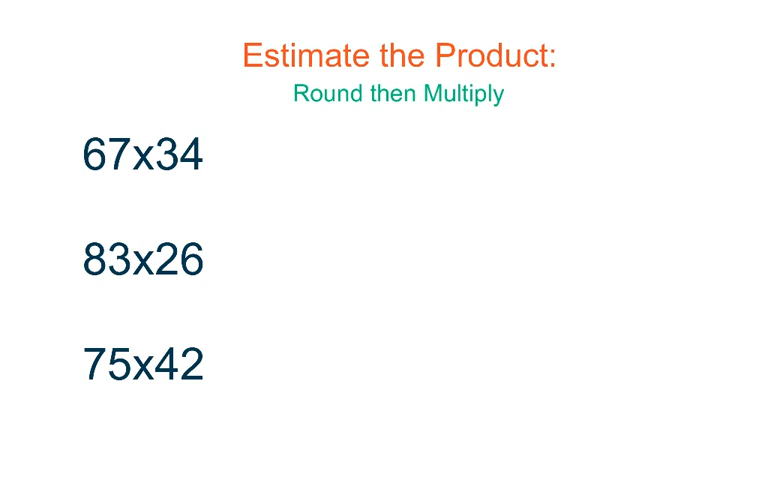 Estimate the Product:
Round then Multiply
67x34
83x26
75x42